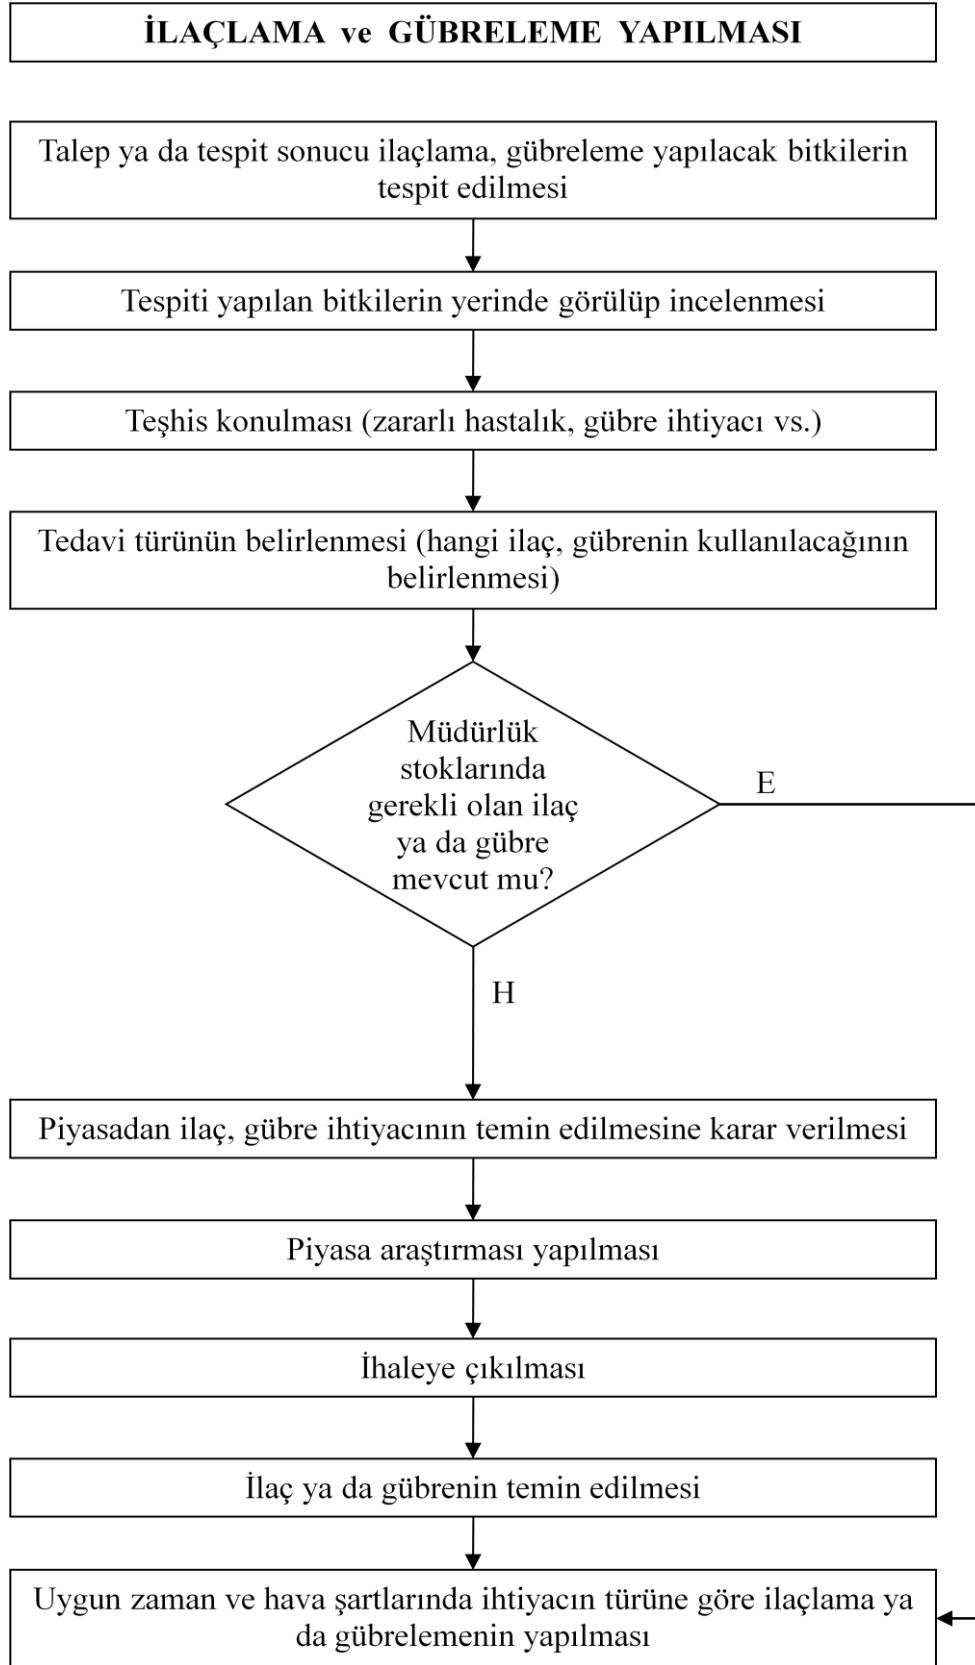 İLAÇLAMA ve GÜBRELEME YAPILMASI
Talep ya da tespit sonucu ilaçlama, gübreleme yapılacak bitkilerin
tespit edilmesi
Tespiti yapılan bitkilerin yerinde görülüp incelenmesi
Teşhis konulması (zararlı hastalık, gübre ihtiyacı vs.)
Tedavi türünün belirlenmesi (hangi ilaç, gübrenin kullanılacağının
belirlenmesi)
Müdürlük
stoklarında
gerekli olan ilaç
ya da gübre
mevcut mu?
E
H
Piyasadan ilaç, gübre ihtiyacının temin edilmesine karar verilmesi
Piyasa araştırması yapılması
İhaleye çıkılması
İlaç ya da gübrenin temin edilmesi
Uygun zaman ve hava şartlarında ihtiyacın türüne göre ilaçlama ya
da gübrelemenin yapılması